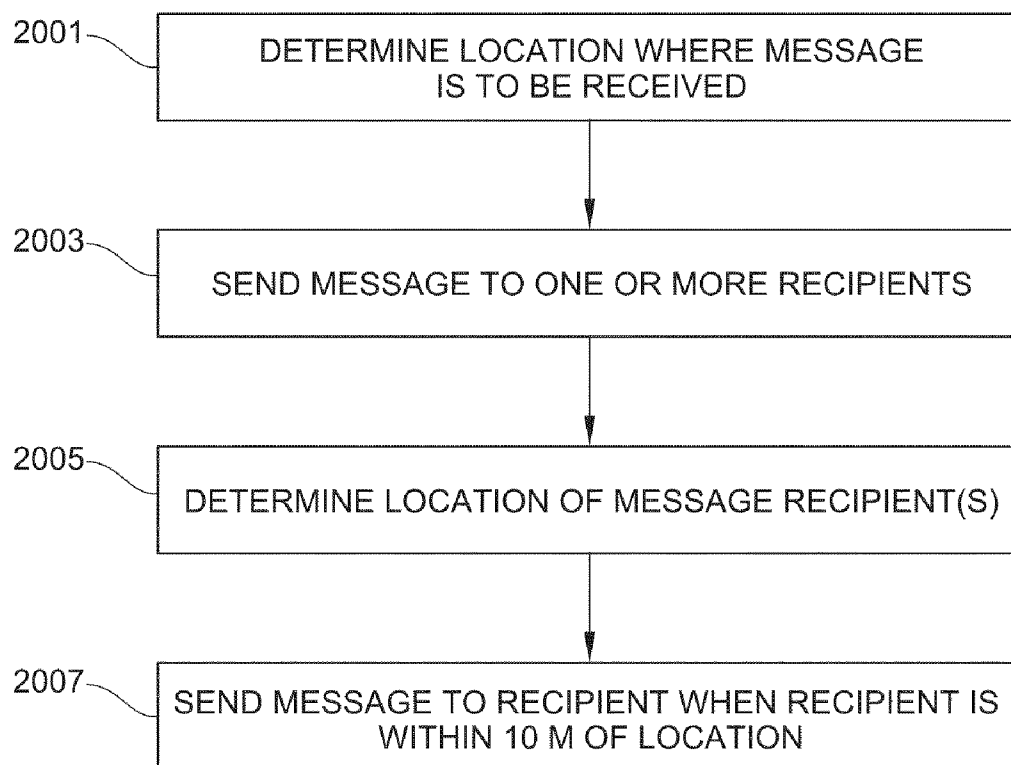 2001
DETERMINE LOCATION WHERE MESSAGE
IS TO BE RECEIVED
2003
SEND MESSAGE TO ONE OR MORE RECIPIENTS
2005
DETERMINE LOCATION OF MESSAGE RECIPIENT(S)
2007
SEND MESSAGE TO RECIPIENT WHEN RECIPIENT IS
WITHIN 10 M OF LOCATION